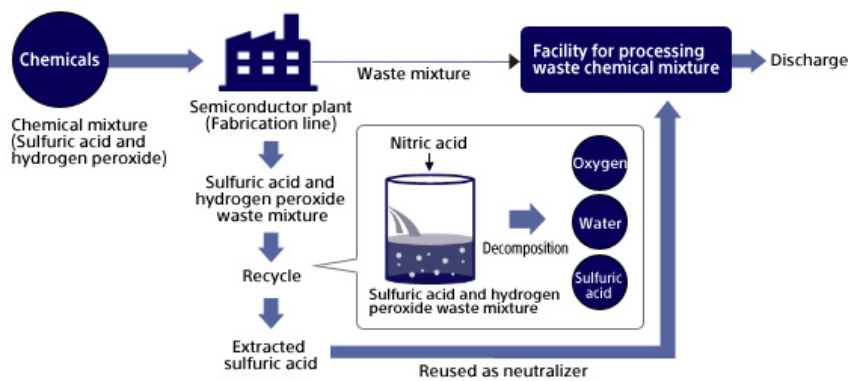 Chemicals
Chemical mixture
(Sulfuric acid and
hydrogen peroxide)
Semiconductor plant
(Fabrication line)
Waste mixture
Facility for processing
waste chemical mixture
Discharge
Sulfuric acid and
hydrogen peroxide
waste mixture
Recycle
Extracted
sulfuric acid
Nitric acid
Sulfuric acid and hydrogen
peroxide waste mixture
Decomposition
Oxygen
Water
Sulfuric
acid
Reused as neutralizer